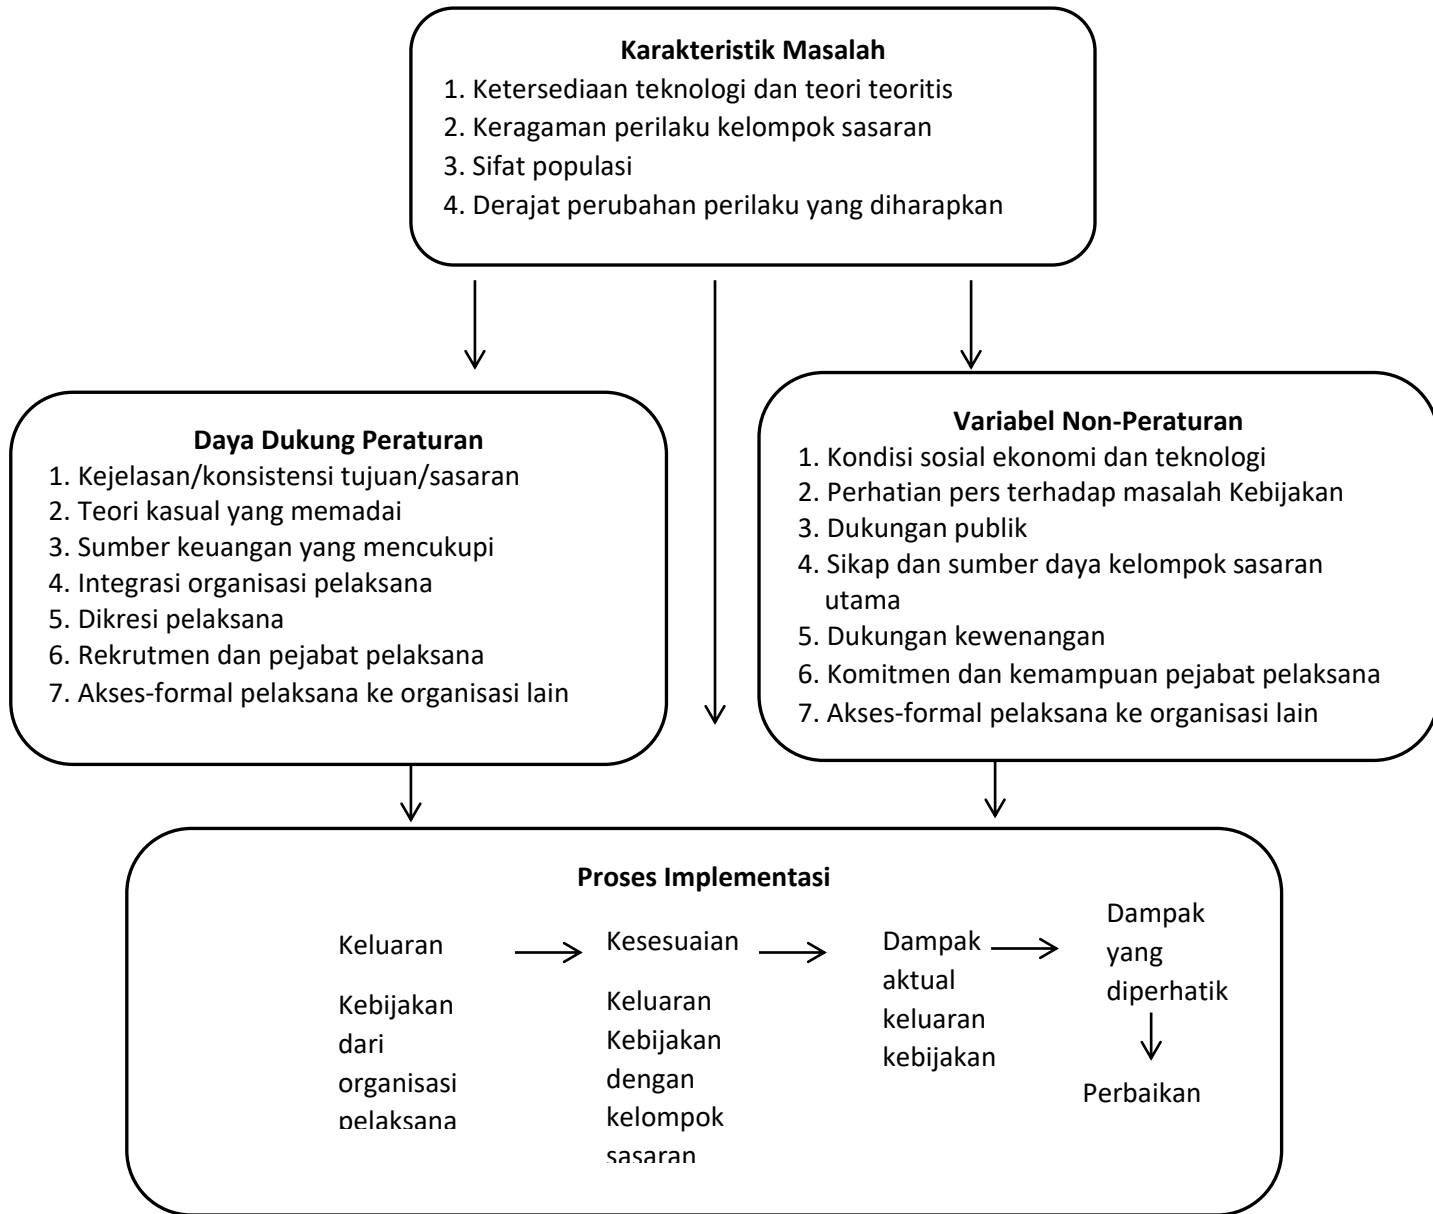 Karakteristik Masalah
1. Ketersediaan teknologi dan teori teoritis
2. Keragaman perilaku kelompok sasaran
3. Sifat populasi
4. Derajat perubahan perilaku yang diharapkan
Daya Dukung Peraturan
1. Kejelasan/konsistensi tujuan/sasaran
2. Teori kasual yang memadai
3. Sumber keuangan yang mencukupi
4. Integrasi organisasi pelaksana
5. Dikresi pelaksana
6. Rekrutmen dan pejabat pelaksana
7. Akses-formal pelaksana ke organisasi lain
Variabel Non-Peraturan
1. Kondisi sosial ekonomi dan teknologi
2. Perhatian pers terhadap masalah Kebijakan
3. Dukungan publik
4. Sikap dan sumber daya kelompok sasaran
utama
5. Dukungan kewenangan
6. Komitmen dan kemampuan pejabat pelaksana
7. Akses-formal pelaksana ke organisasi lain
Proses Implementasi
Keluaran
Kebijakan
dari
organisasi
pelaksana
Kesesuaian
Keluaran
Kebijakan
dengan
kelompok
sasaran
Dampak
aktual
keluaran
kebijakan
Dampak
yang
diperhatik
Perbaikan